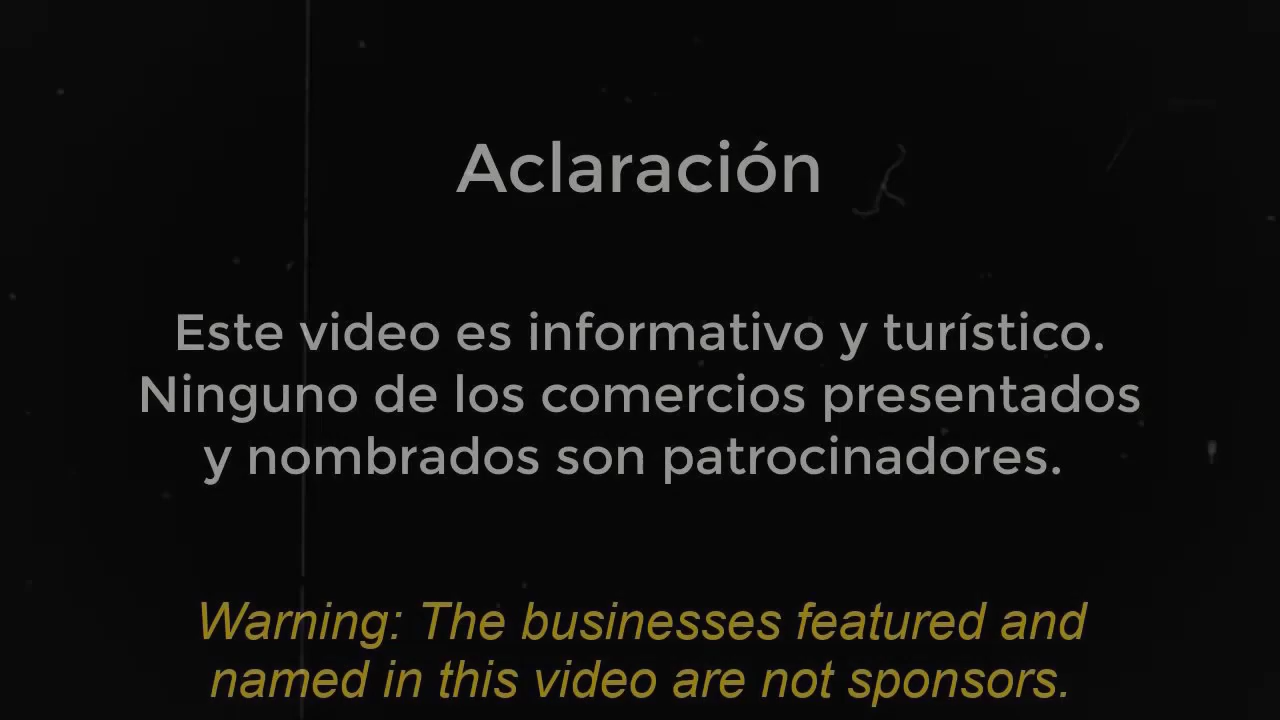 Aclaración
Este video es informativo y turístico.
Ninguno de los comercios presentados
y nombrados son patrocinadores.
Warning: The businesses featured and
named in this video are not sponsors.